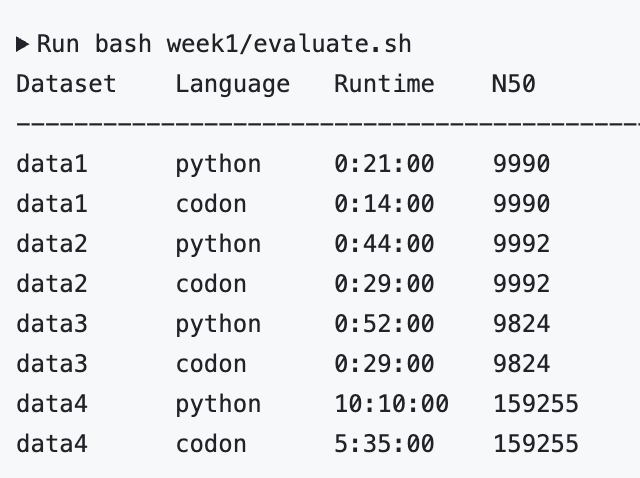 ▶ Run bash week1/evaluate.sh
Dataset Language Runtime N50
--------------------------------------------
data1 python 0:21:00 9990
data1 codon 0:14:00 9990
data2 python 0:44:00 9992
data2 codon 0:29:00 9992
data3 python 0:52:00 9824
data3 codon 0:29:00 9824
data4 python 10:10:00 159255
data4 codon 5:35:00 159255